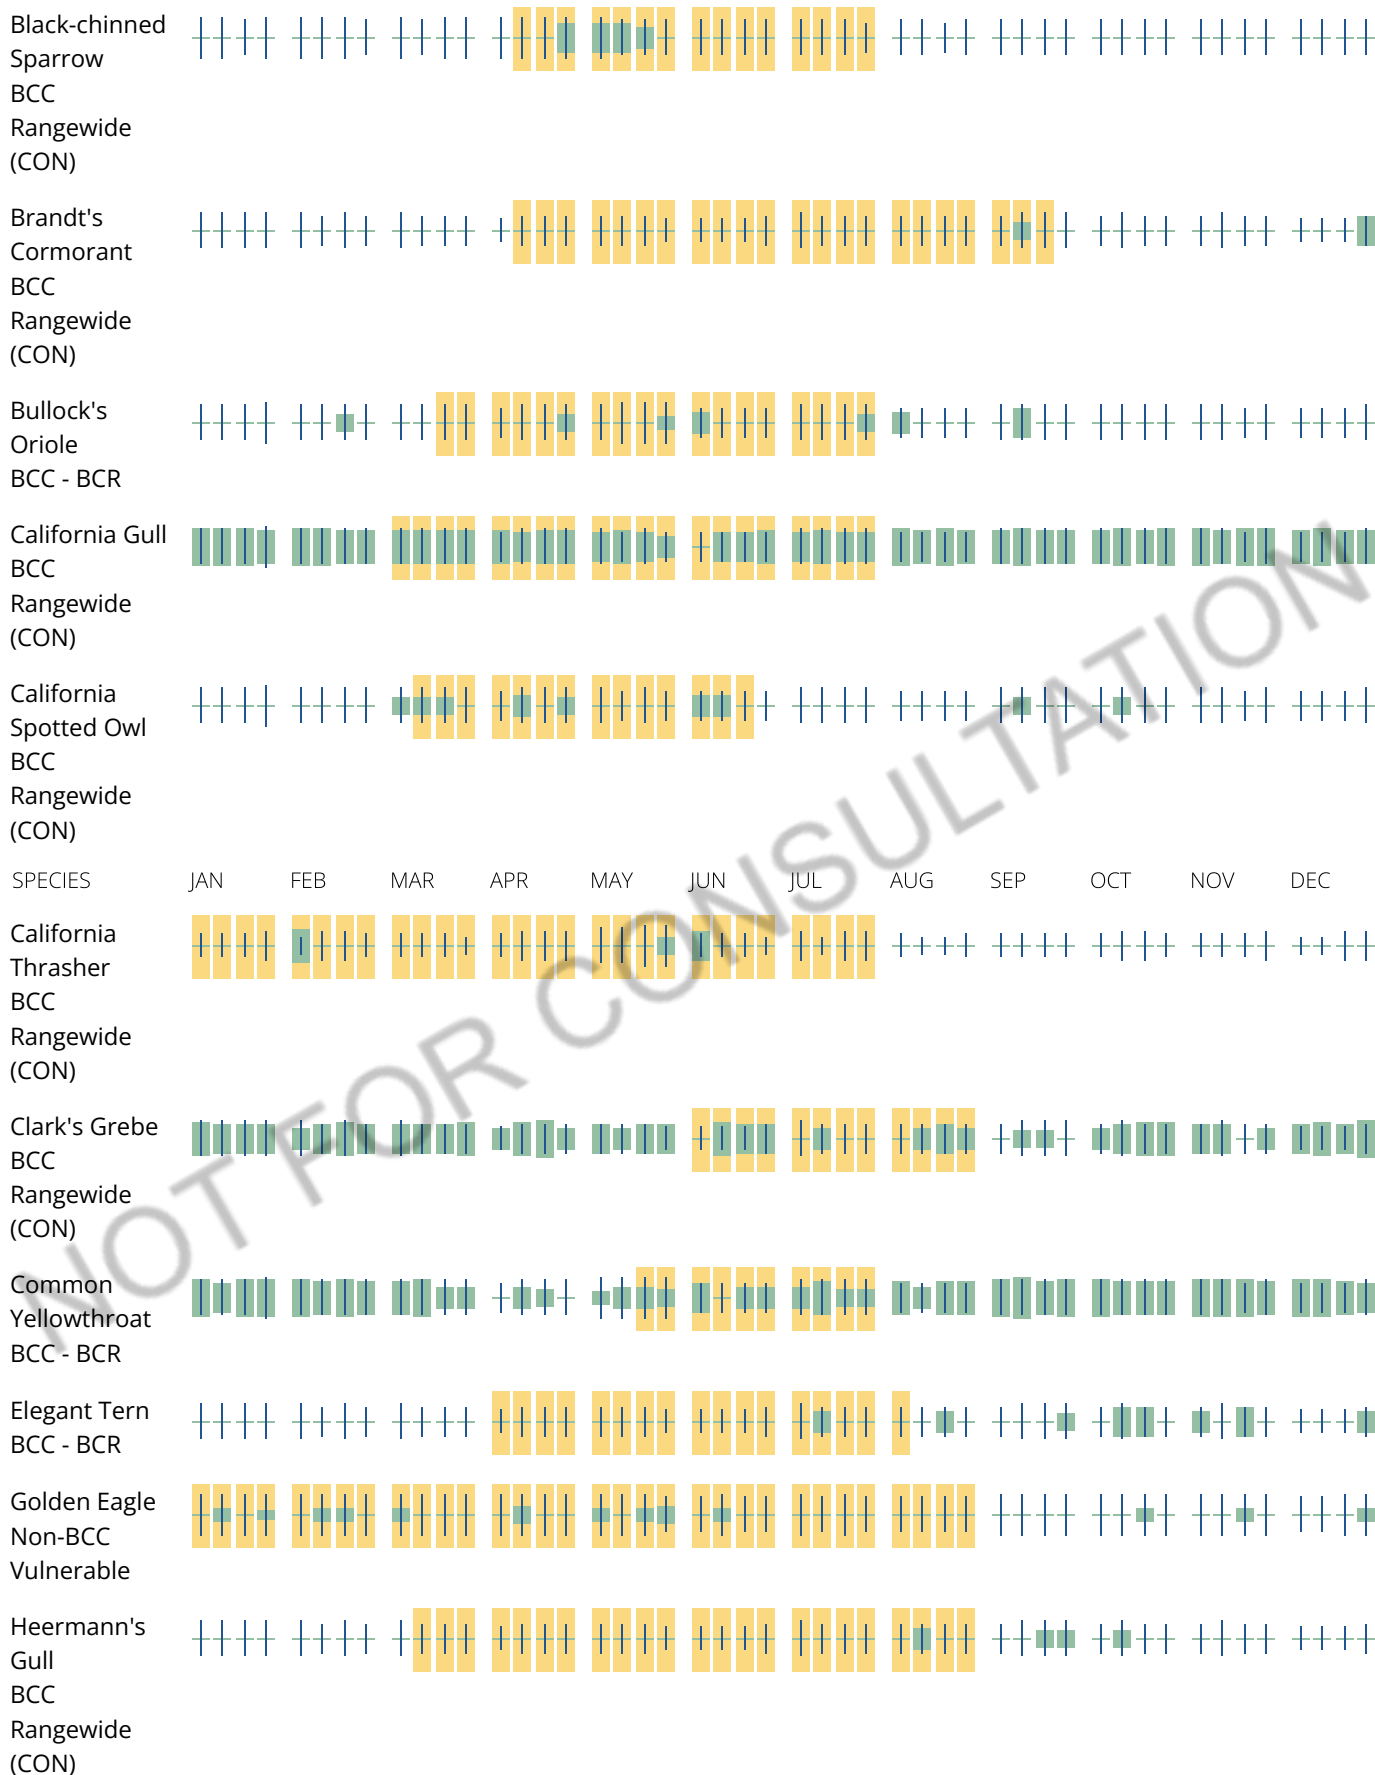 Black-chinned
Sparrow
BCC
Rangewide
(CON)
Brandt's
Cormorant
BCC
Rangewide
(CON)
Bullock's
Oriole
BCC - BCR
California Gull
BCC
Rangewide
(CON)
California
Spotted Owl
BCC
Rangewide
(CON)
SPECIES JAN FEB MAR APR MAY JUN JUL AUG SEP OCT NOV DEC
California
Thrasher
BCC
Rangewide
(CON)
Clark's Grebe
BCC
Rangewide
(CON)
Common
Yellowthroat
BCC - BCR
Elegant Tern
BCC - BCR
Golden Eagle
Non-BCC
Vulnerable
Heermann's
Gull
BCC
Rangewide
(CON)
NOT FOR CONSULTATION